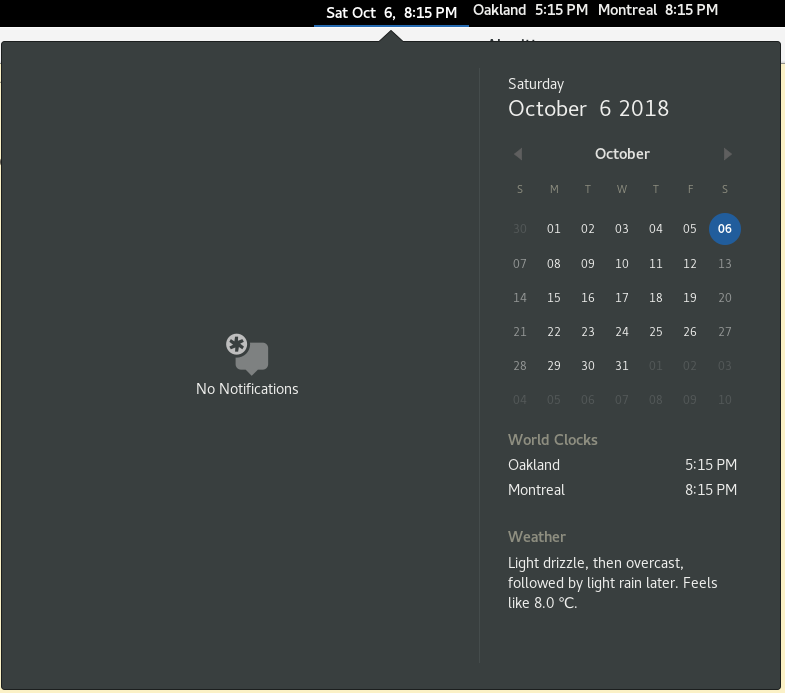 Sat Oct  6,  8:15 PM  Oakland  5:15 PM  Montreal  8:15 PM
No Notifications
Saturday
October  6 2018
October
S M T W T F S
30 01 02 03 04 05 06
07 08 09 10 11 12 13
14 15 16 17 18 19 20
21 22 23 24 25 26 27
28 29 30 31 01 02 03
04 05 06 07 08 09 10
World Clocks
Oakland 5:15 PM
Montreal 8:15 PM
Weather
Light drizzle, then overcast,
followed by light rain later. Feels
like 8.0 °C.